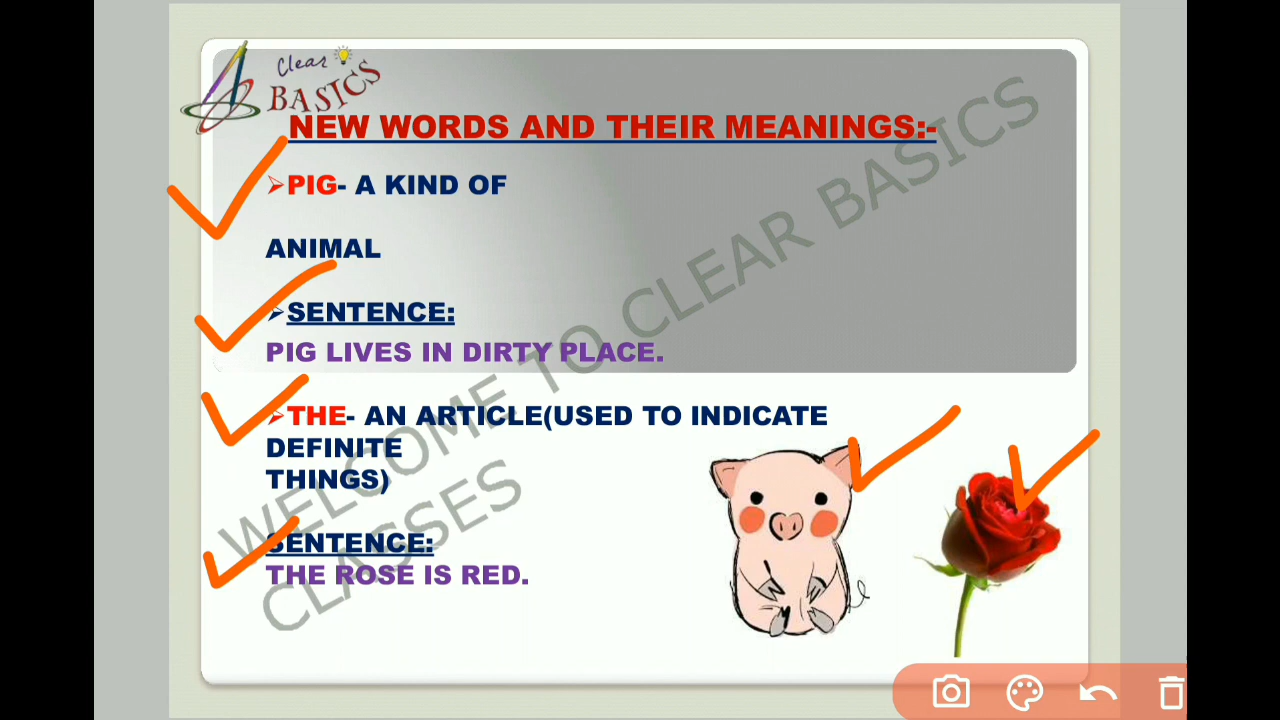 Clear
BASICS
NEW WORDS AND THEIR MEANINGS:-
PIG- A KIND OF
ANIMAL
SENTENCE:
PIG LIVES IN DIRTY PLACE.
THE- AN ARTICLE(USED TO INDICATE
DEFINITE
THINGS)
SENTENCE:
THE ROSE IS RED.
WELCOME TO CLEAR BASICS
CLASSES